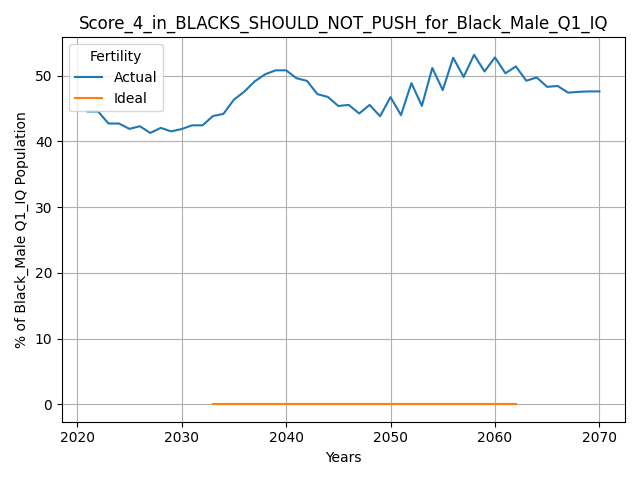 Score_4_in_BLACKS_SHOULD_NOT_PUSH_for_Black_Male_Q1_IQ
Fertility
Actual
Ideal
% of Black_Male Q1_IQ Population
50
40
30
20
10
0
2020 2030 2040 2050 2060 2070
Years